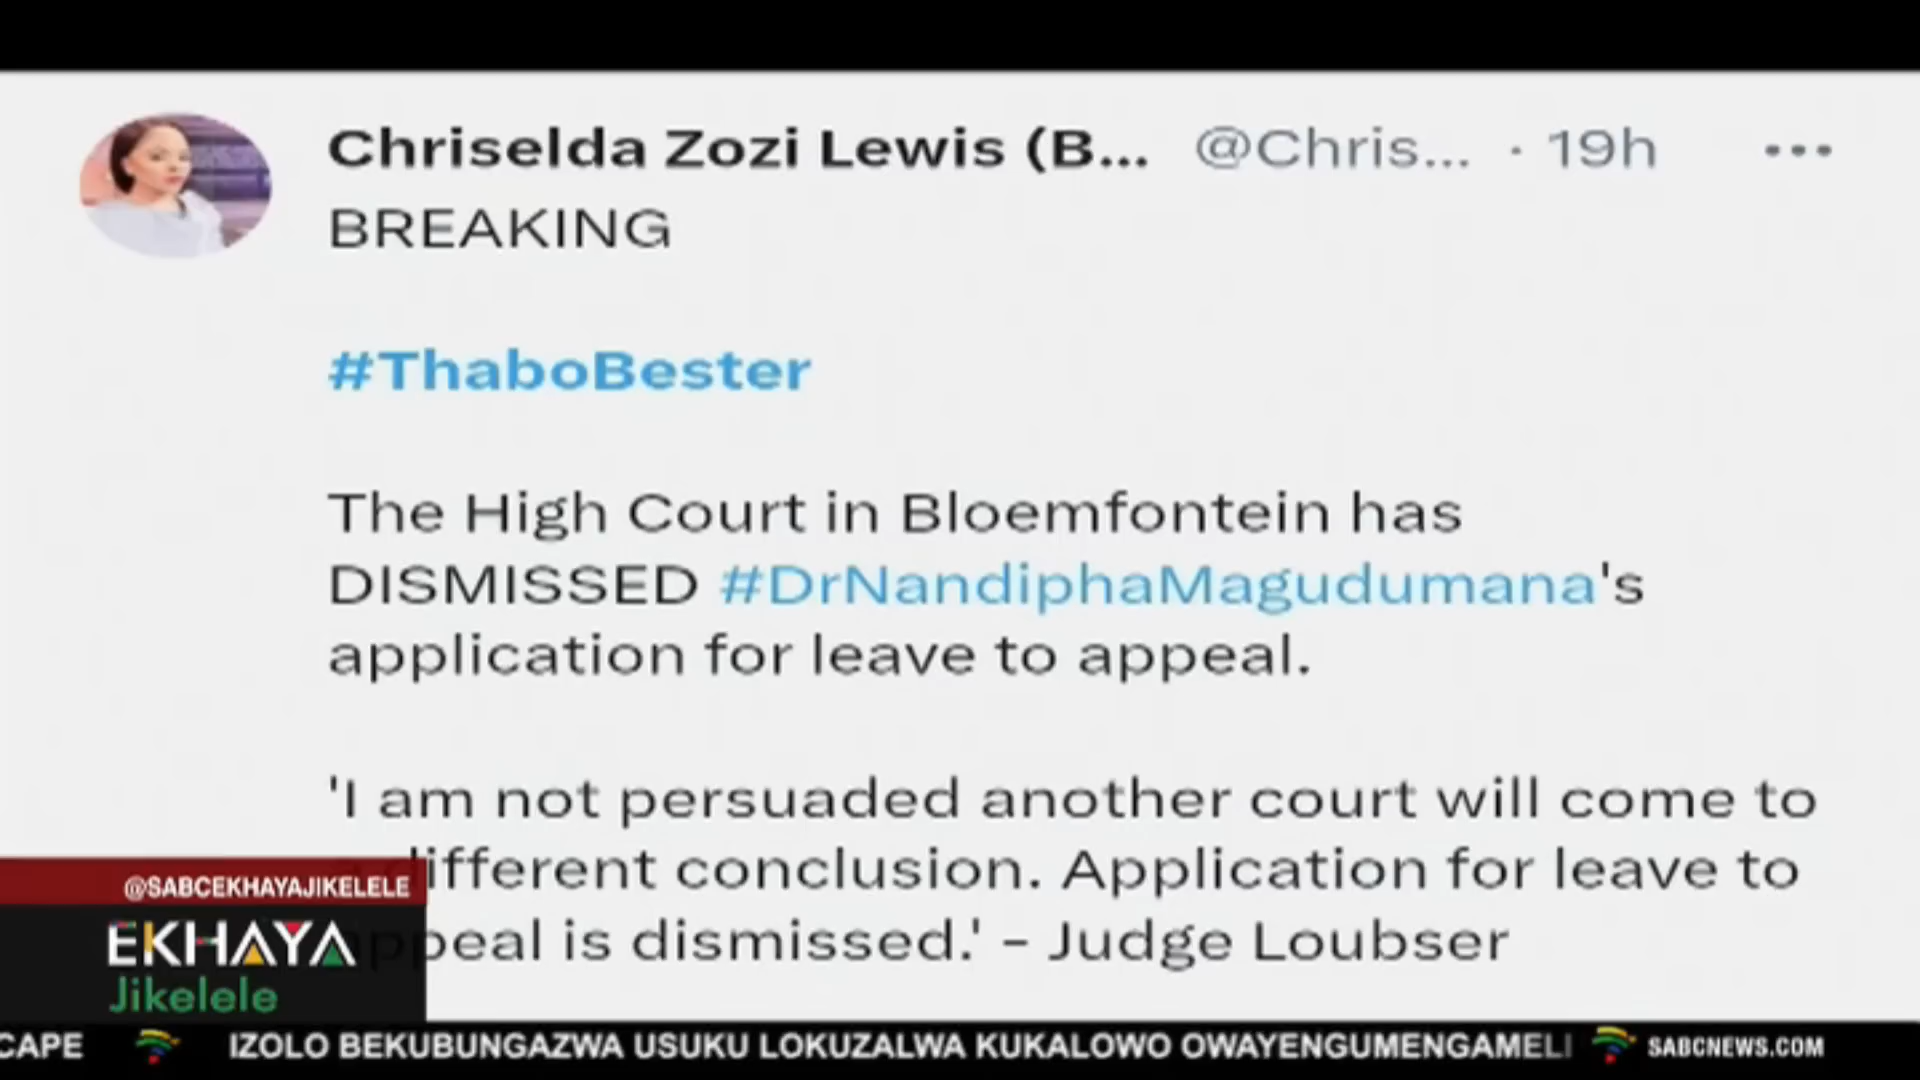 Chriselda Zozi Lewis (B... @Chris... · 19h ...
BREAKING
#ThaboBester
The High Court in Bloemfontein has
DISMISSED #DrNandiphaMagudumana's
application for leave to appeal.
'I am not persuaded another court will come to
different conclusion. Application for leave to
appeal is dismissed.' – Judge Loubser
@SABCEKHAYAJIKELELE
EKHAYA
Jikelele
CAPE IZOLO BEKUBUNGAZWA USUKU LOKUZALWA KUKALOWO OWAYENGUMENGAMELI SABCNEWS.COM